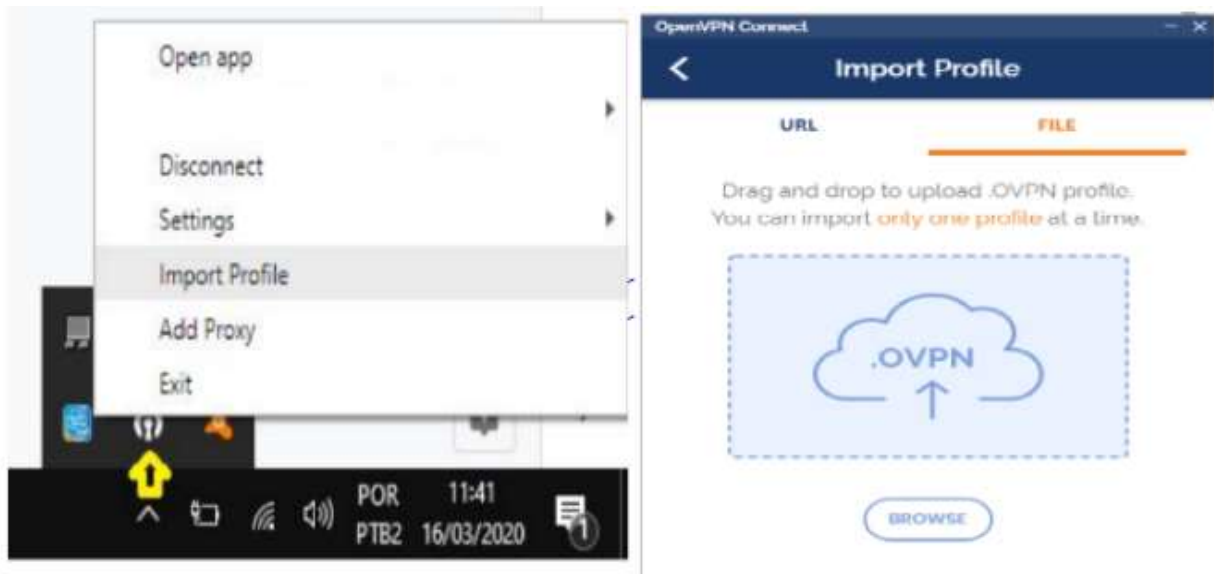 Open app
Disconnect
Settings
Import Profile
Add Proxy
Exit
POR 11:41
PTB2 16/03/2020
1
OpenVPN Connect
Import Profile
URL FILE
Drag and drop to upload .OVPN profile.
You can import only one profile at a time.
.OVPN
BROWSE